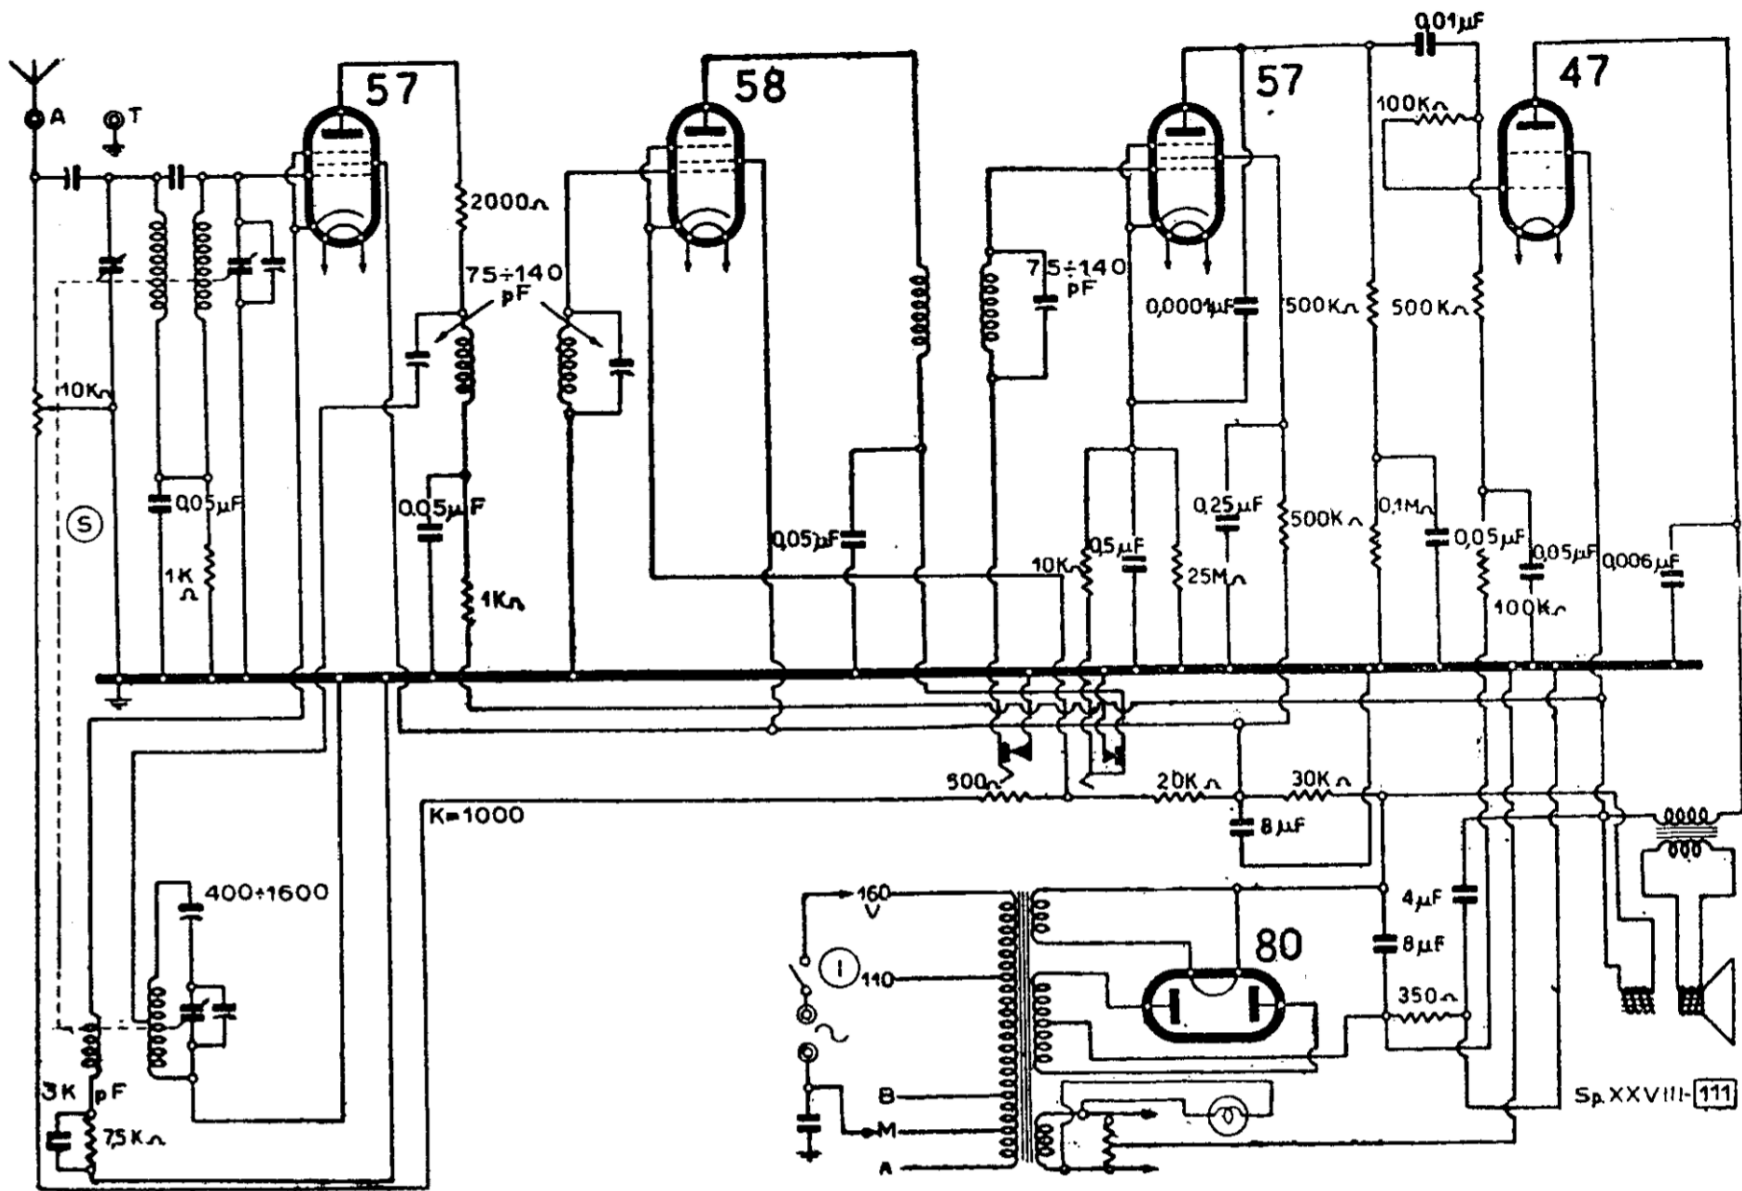 0,01µF
57
58
57
47
A
T
100KΩ
2000Ω
75÷140
pF
75÷140
pF
0,0001µF
500KΩ
500KΩ
10KΩ
0,05µF
S
0.05µF
0,05µF
10KΩ
0,5µF
0,25µF
25MΩ
500KΩ
0,1MΩ
0,05µF
0,05µF
0,006µF
1K
Ω
1KΩ
100KΩ
500Ω
20KΩ
30KΩ
K=1000
8µF
400÷1600
160
V
I
110
80
4µF
8µF
350Ω
3K pF
7,5KΩ
B
M
A
Sp. XXVIII-111